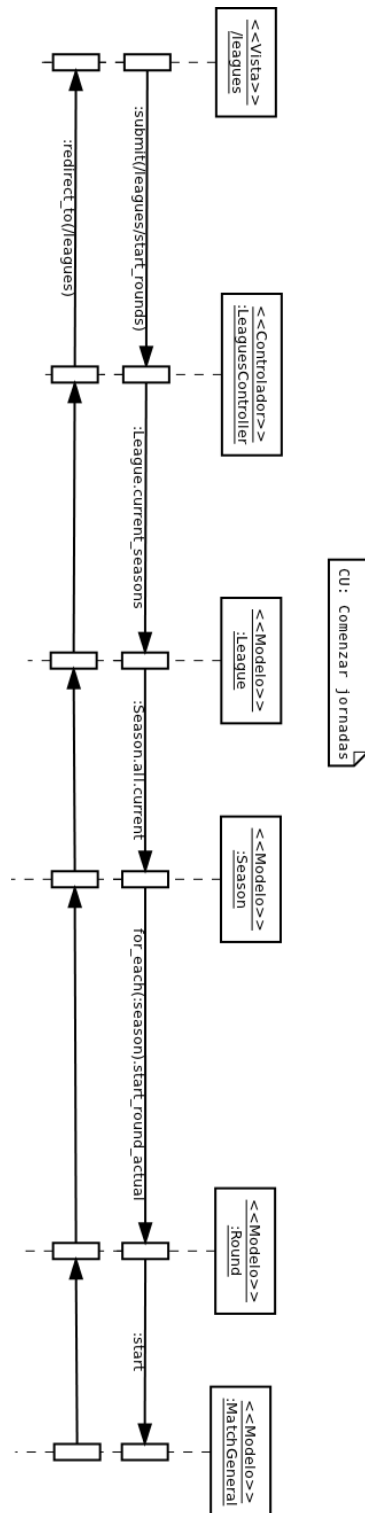 CU: Comenzar jornadas
<<Vista>>
/leagues
<<Controlador>>
:LeaguesController
<<Modelo>>
:League
<<Modelo>>
:Season
<<Modelo>>
:Round
<<Modelo>>
:MatchGeneral
:submit(/leagues/start_rounds)
:League.current_seasons
:Season.all.current
for_each(:season).start_round_actual
:start
:redirect_to(/leagues)